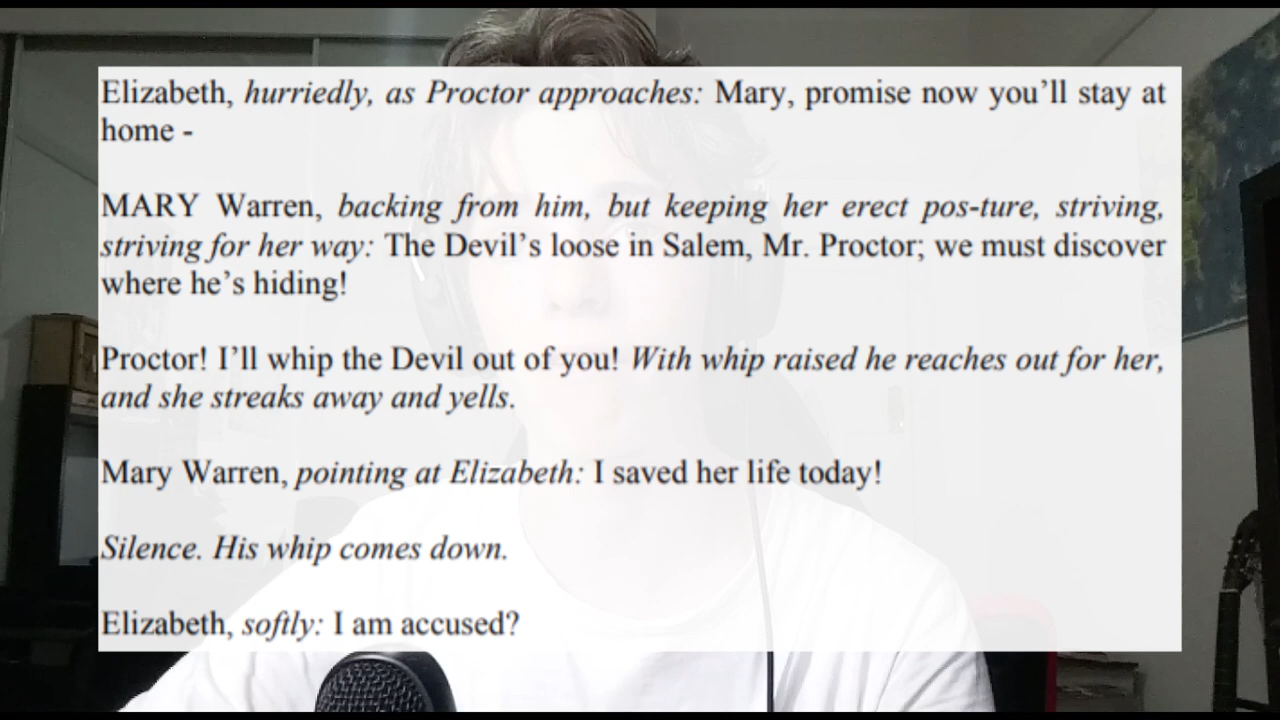 Elizabeth, hurriedly, as Proctor approaches: Mary, promise now you’ll stay at
home -
MARY Warren, backing from him, but keeping her erect pos-ture, striving,
striving for her way: The Devil’s loose in Salem, Mr. Proctor; we must discover
where he’s hiding!
Proctor! I’ll whip the Devil out of you! With whip raised he reaches out for her,
and she streaks away and yells.
Mary Warren, pointing at Elizabeth: I saved her life today!
Silence. His whip comes down.
Elizabeth, softly: I am accused?